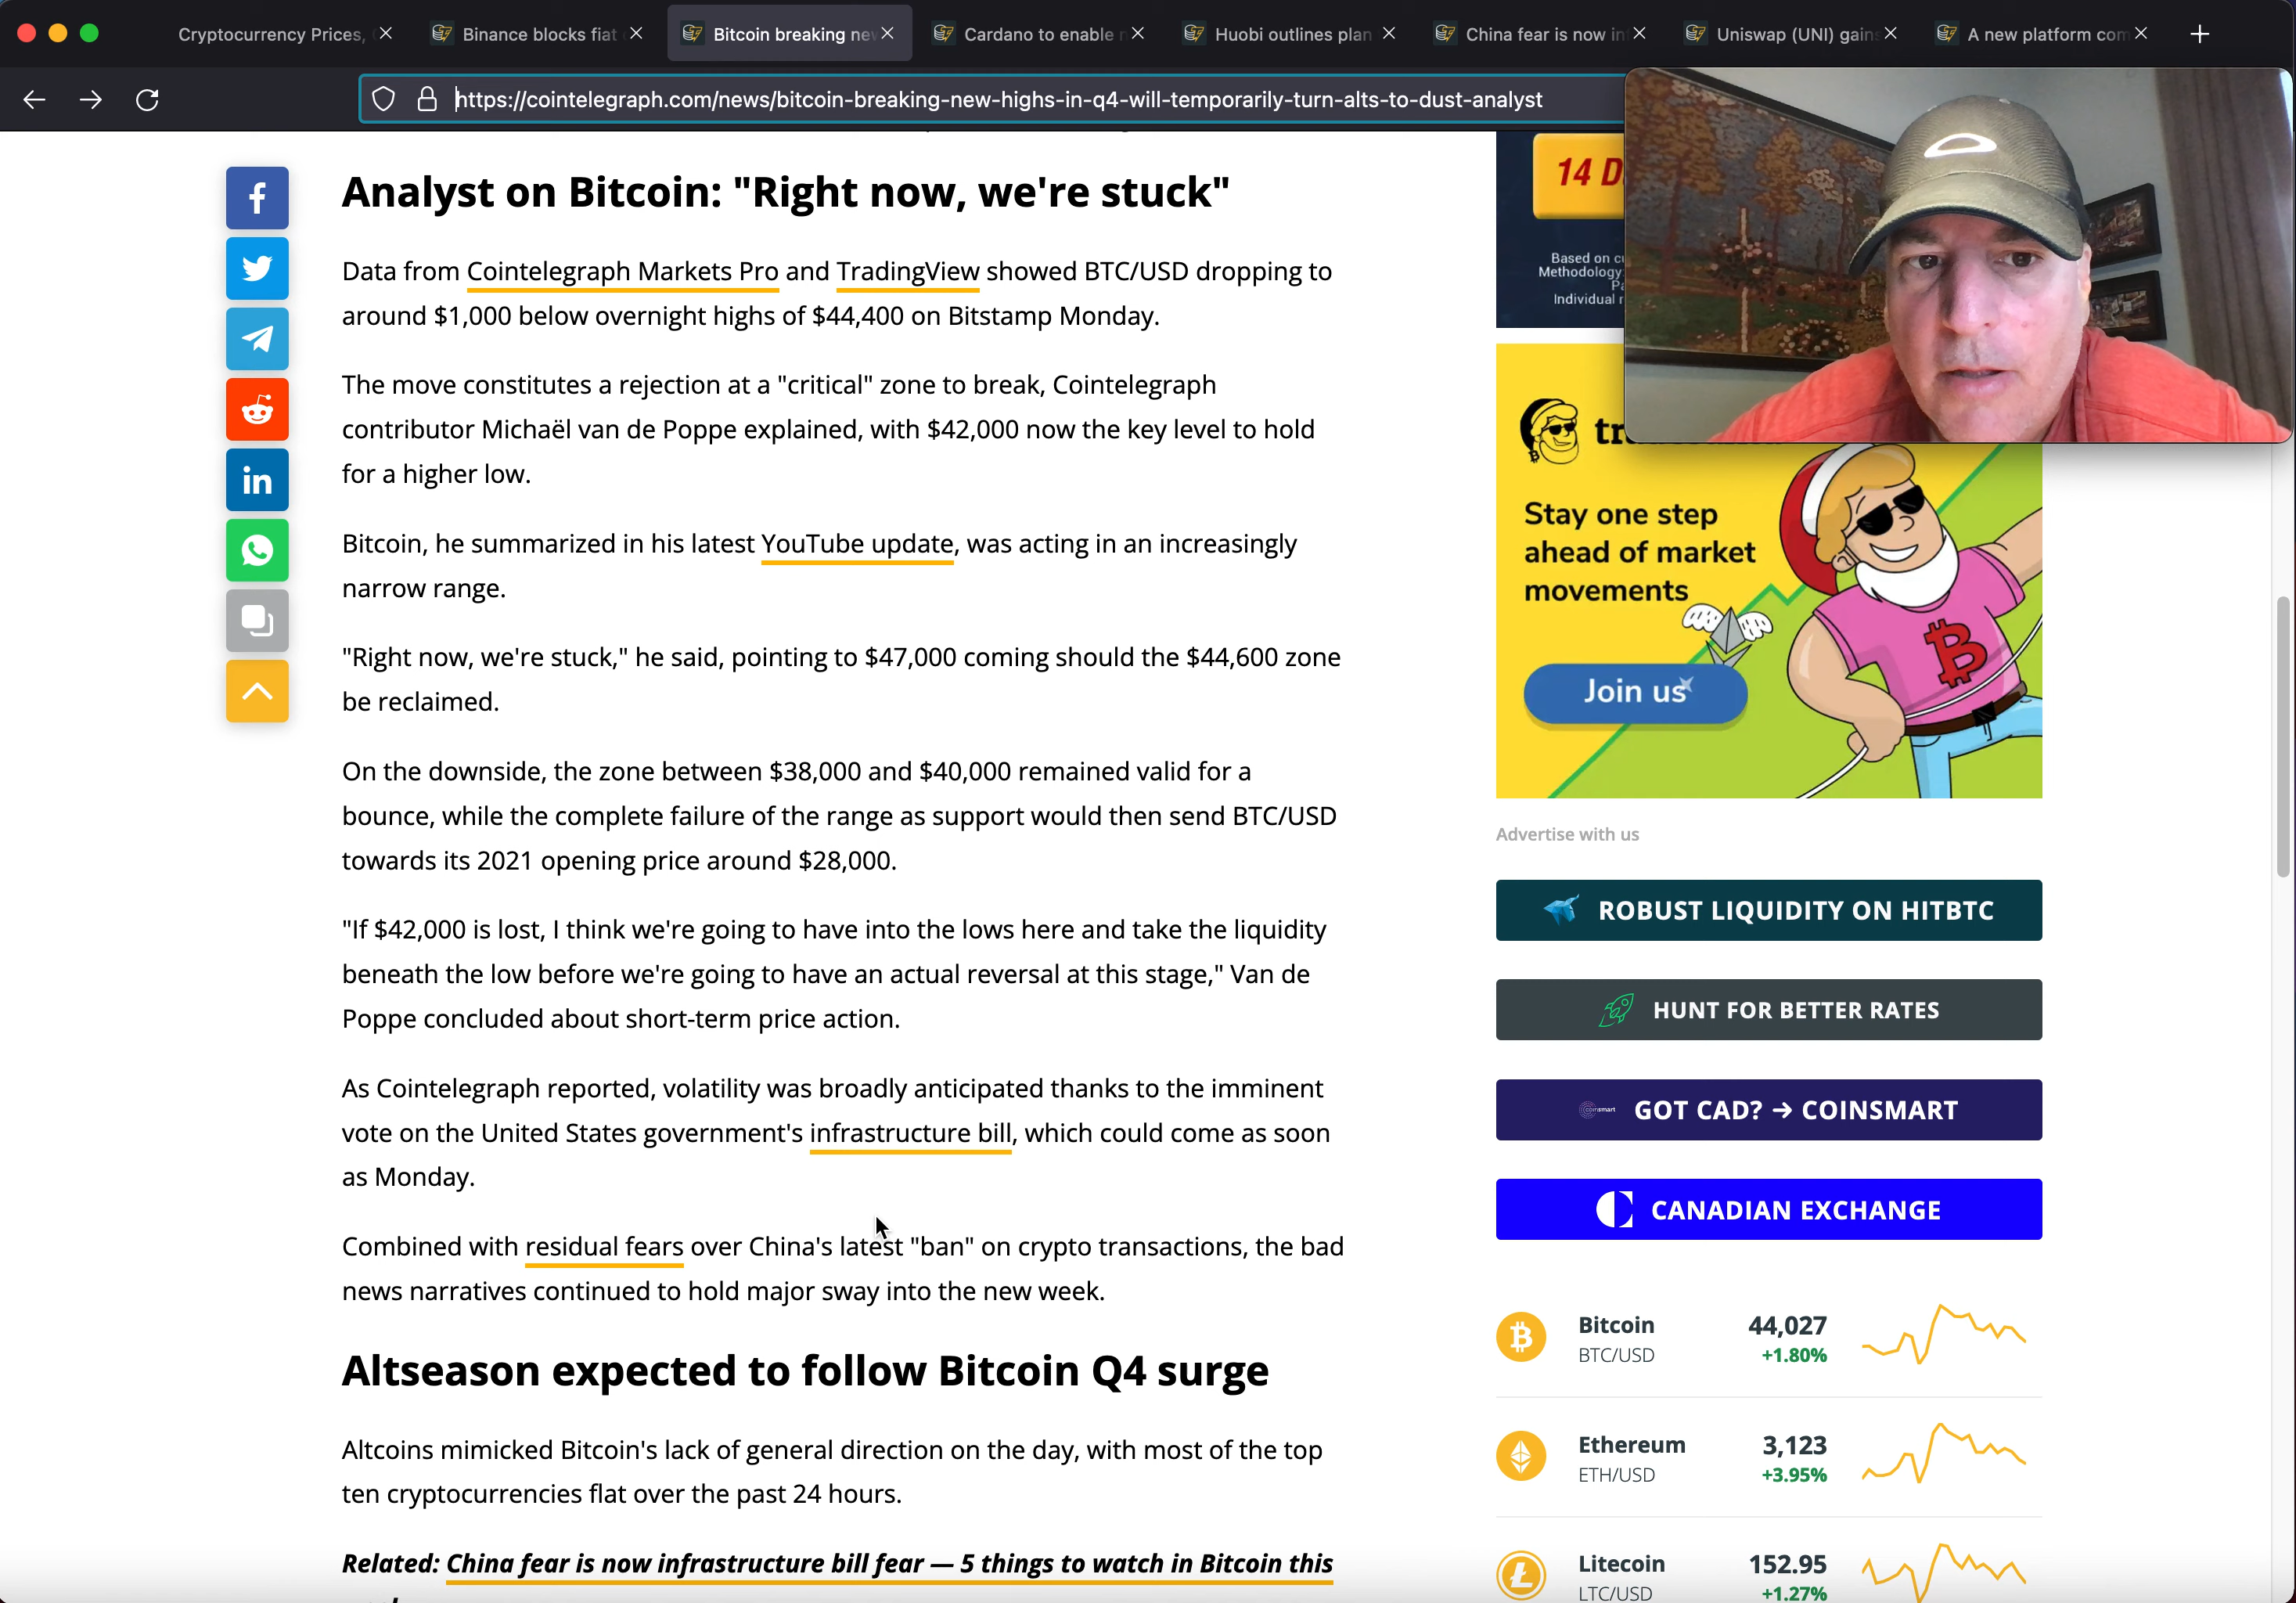 Cryptocurrency Prices,
Binance blocks fiat
Bitcoin breaking new
Cardano to enable
Huobi outlines plan
China fear is now in
Uniswap (UNI) gains
A new platform com
https://cointelegraph.com/news/bitcoin-breaking-new-highs-in-q4-will-temporarily-turn-alts-to-dust-analyst
Analyst on Bitcoin: "Right now, we're stuck"
Data from Cointelegraph Markets Pro and TradingView showed BTC/USD dropping to
around $1,000 below overnight highs of $44,400 on Bitstamp Monday.
The move constitutes a rejection at a "critical" zone to break, Cointelegraph
contributor Michaël van de Poppe explained, with $42,000 now the key level to hold
for a higher low.
Bitcoin, he summarized in his latest YouTube update, was acting in an increasingly
narrow range.
"Right now, we're stuck," he said, pointing to $47,000 coming should the $44,600 zone
be reclaimed.
On the downside, the zone between $38,000 and $40,000 remained valid for a
bounce, while the complete failure of the range as support would then send BTC/USD
towards its 2021 opening price around $28,000.
"If $42,000 is lost, I think we're going to have into the lows here and take the liquidity
beneath the low before we're going to have an actual reversal at this stage," Van de
Poppe concluded about short-term price action.
As Cointelegraph reported, volatility was broadly anticipated thanks to the imminent
vote on the United States government's infrastructure bill, which could come as soon
as Monday.
Combined with residual fears over China's latest "ban" on crypto transactions, the bad
news narratives continued to hold major sway into the new week.
Altseason expected to follow Bitcoin Q4 surge
Altcoins mimicked Bitcoin's lack of general direction on the day, with most of the top
ten cryptocurrencies flat over the past 24 hours.
Related: China fear is now infrastructure bill fear — 5 things to watch in Bitcoin this
14 D
Based on
Methodology
Individual
Stay one step
ahead of market
movements
Join us
Advertise with us
ROBUST LIQUIDITY ON HITBTC
HUNT FOR BETTER RATES
coinsmart GOT CAD? → COINSMART
CANADIAN EXCHANGE
Bitcoin 44,027
BTC/USD +1.80%
Ethereum 3,123
ETH/USD +3.95%
Litecoin 152.95
LTC/USD +1.27%